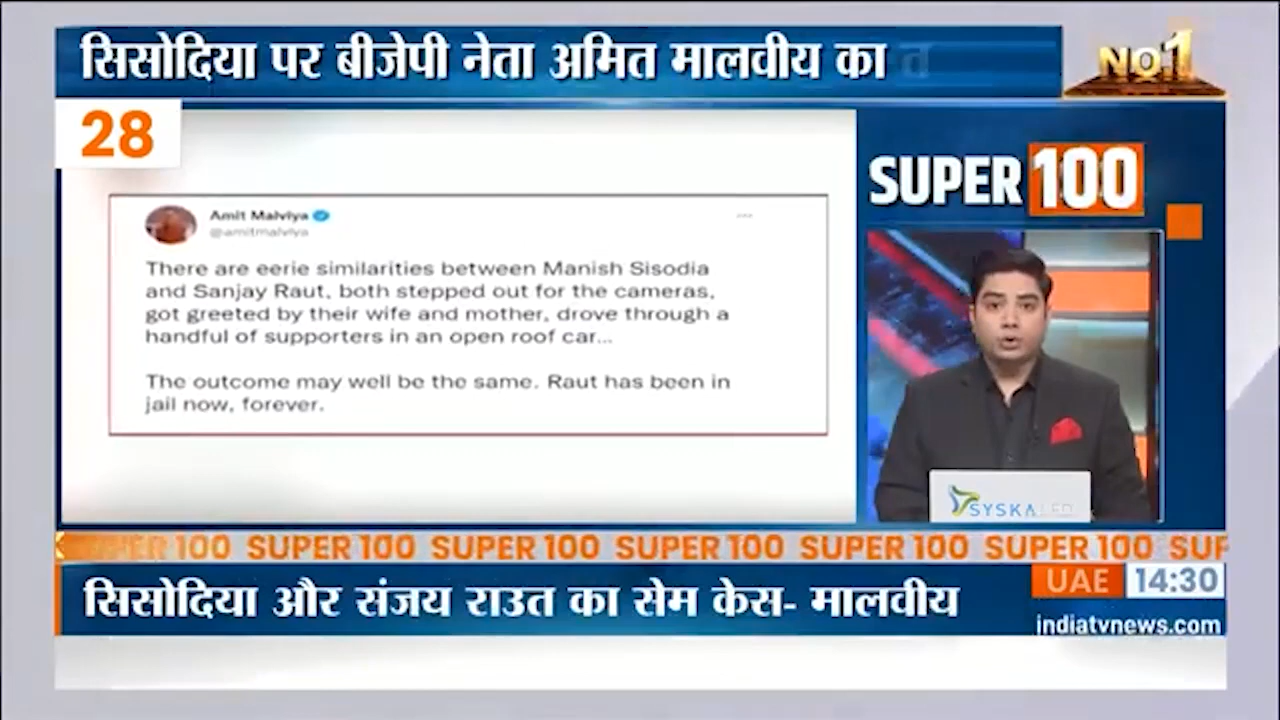 सिसोदिया पर बीजेपी नेता अमित मालवीय का
NO1
28
SUPER 100
Amit Malviya
@amitmalviya
There are eerie similarities between Manish Sisodia
and Sanjay Raut, both stepped out for the cameras,
got greeted by their wife and mother, drove through a
handful of supporters in an open roof car...
The outcome may well be the same. Raut has been in
jail now, forever.
SYSKA LED
SUPER 100 SUPER 100 SUPER 100 SUPER 100 SUPER 100 SUPER 100 SUP
UAE 14:30
सिसोदिया और संजय राउत का सेम केस- मालवीय
indiatvnews.com